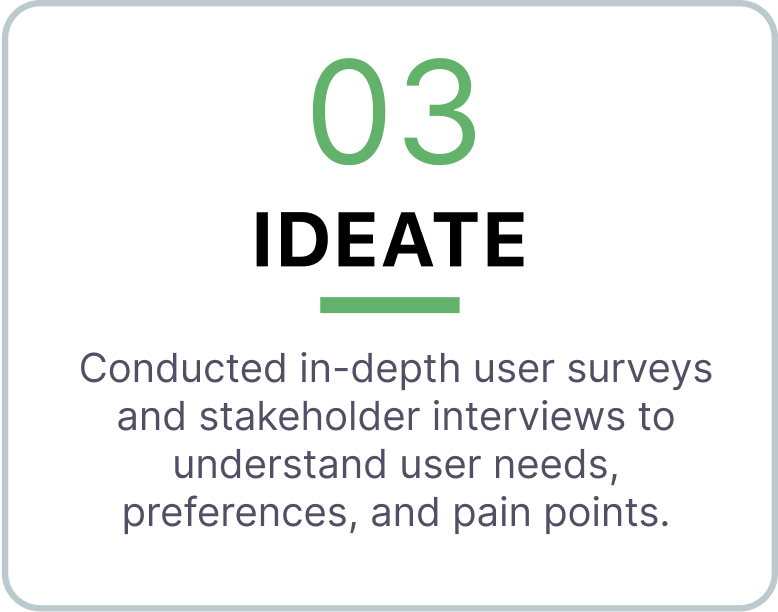 03
IDEATE
Conducted in-depth user surveys
and stakeholder interviews to
understand user needs,
preferences, and pain points.